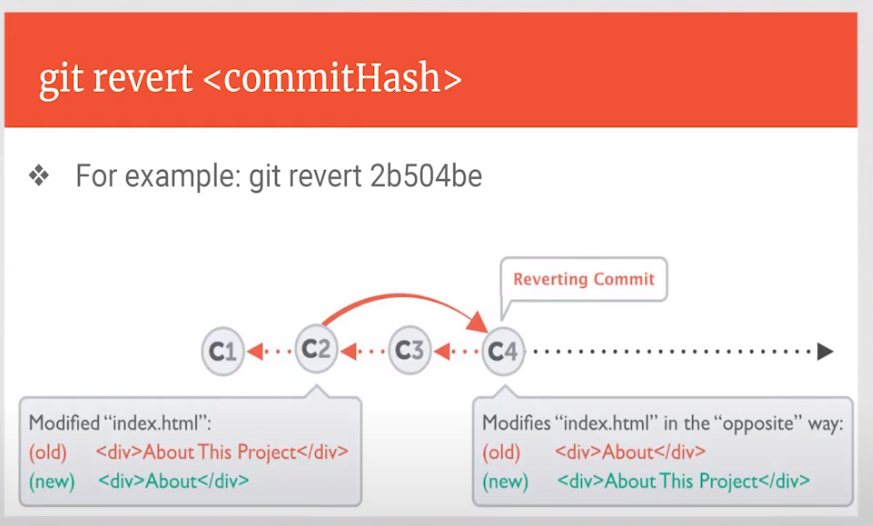 git revert <commitHash>
❖ For example: git revert 2b504be
Reverting Commit
C1 C2 C3 C4
Modified “index.html”:
(old) <div>About This Project</div>
(new) <div>About</div>
Modifies “index.html” in the “opposite” way:
(old) <div>About</div>
(new) <div>About This Project</div>